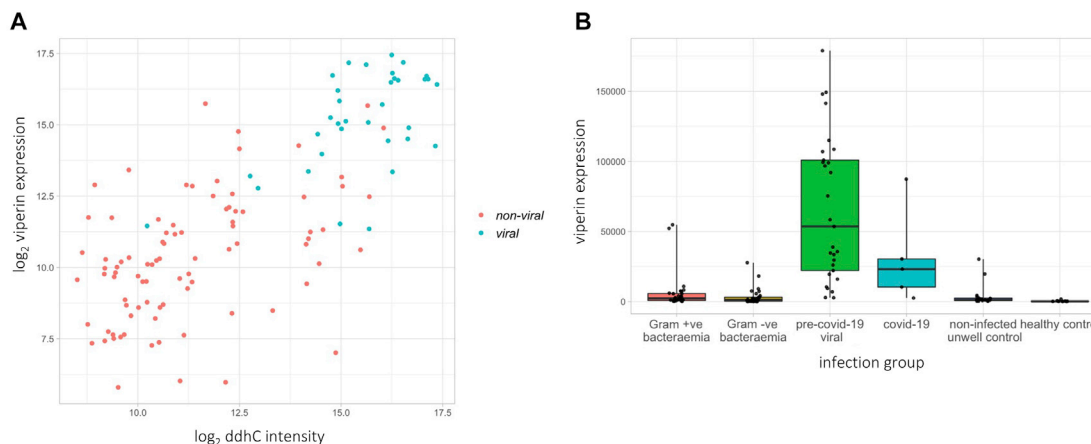 A
17.5
15.0
12.5
10.0
7.5
log2 viperin expression
10.0 12.5 15.0 17.5
log2 ddhC intensity
non-viral
viral
B
150000
100000
50000
0
viperin expression
Gram +ve Gram -ve pre-covid-19 covid-19 non-infected healthy contro
bacteraemia bacteraemia viral unwell control
infection group